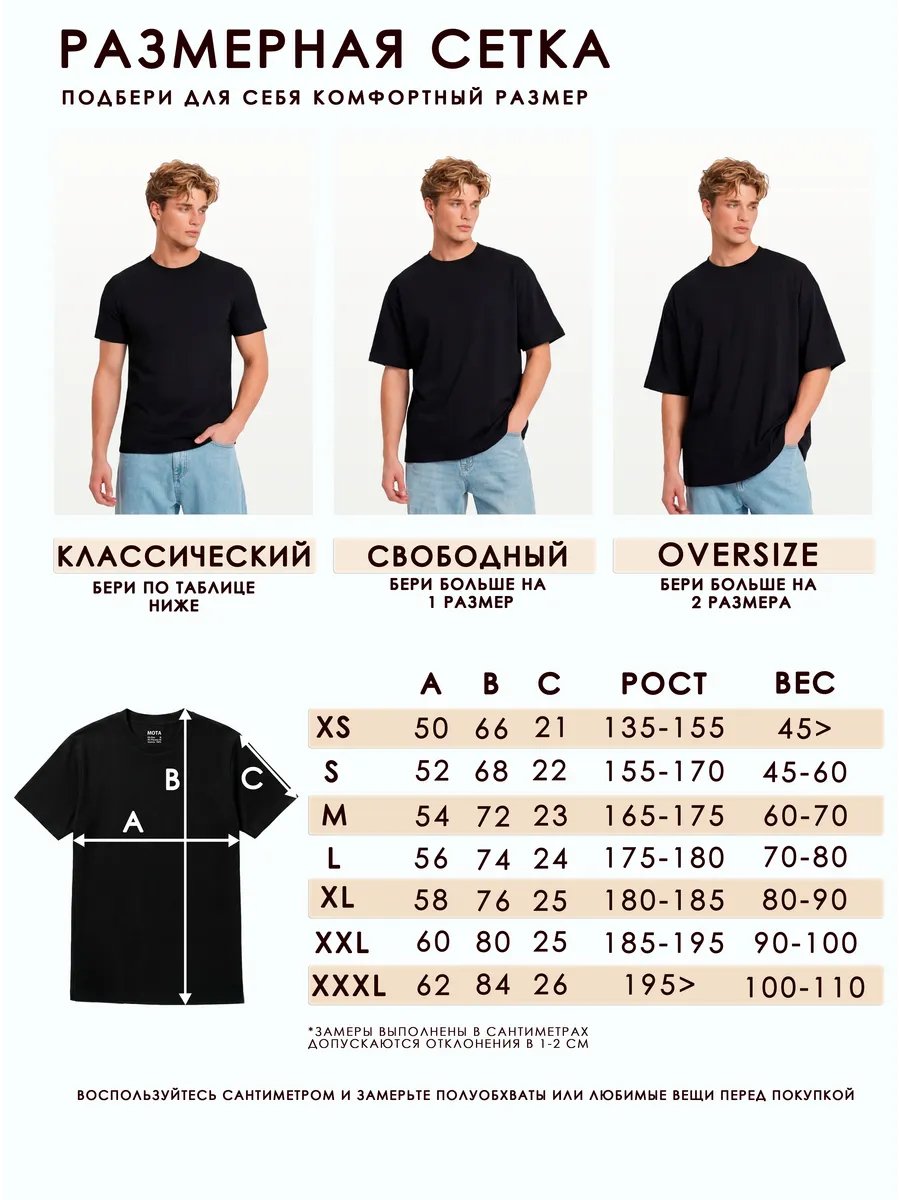 РАЗМЕРНАЯ СЕТКА
ПОДБЕРИ ДЛЯ СЕБЯ КОМФОРТНЫЙ РАЗМЕР
КЛАССИЧЕСКИЙ
БЕРИ ПО ТАБЛИЦЕ
НИЖЕ
СВОБОДНЫЙ
БЕРИ БОЛЬШЕ НА
1 РАЗМЕР
OVERSIZE
БЕРИ БОЛЬШЕ НА
2 РАЗМЕРА
A B C РОСТ ВЕС
XS 50 66 21 135-155 45>
S 52 68 22 155-170 45-60
M 54 72 23 165-175 60-70
L 56 74 24 175-180 70-80
XL 58 76 25 180-185 80-90
XXL 60 80 25 185-195 90-100
XXXL 62 84 26 195> 100-110
MOTA
B
C
A
*ЗАМЕРЫ ВЫПОЛНЕНЫ В САНТИМЕТРАХ
ДОПУСКАЮТСЯ ОТКЛОНЕНИЯ В 1-2 СМ
ВОСПОЛЬЗУЙТЕСЬ САНТИМЕТРОМ И ЗАМЕРЬТЕ ПОЛУОБХВАТЫ ИЛИ ЛЮБИМЫЕ ВЕЩИ ПЕРЕД ПОКУПКОЙ